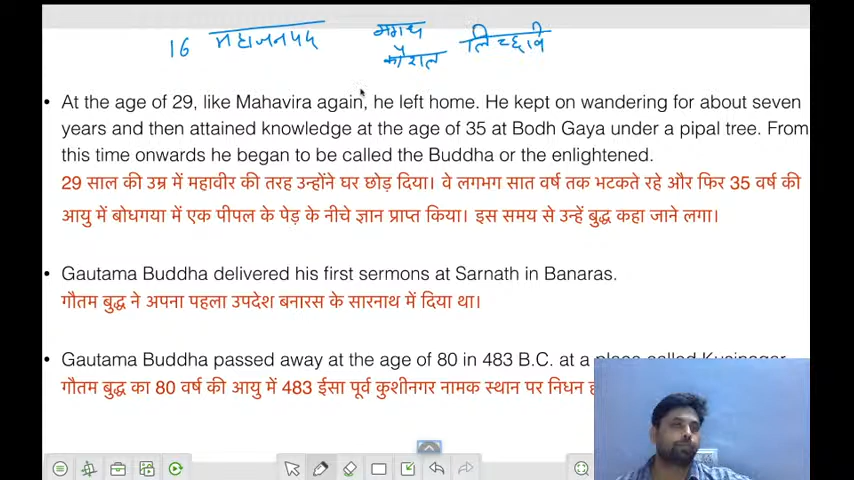 16 महाजनपद मगध लिच्छवि
कौशल
• At the age of 29, like Mahavira again, he left home. He kept on wandering for about seven
years and then attained knowledge at the age of 35 at Bodh Gaya under a pipal tree. From
this time onwards he began to be called the Buddha or the enlightened.
29 साल की उम्र में महावीर की तरह उन्होंने घर छोड़ दिया। वे लगभग सात वर्ष तक भटकते रहे और फिर 35 वर्ष की
आयु में बोधगया में एक पीपल के पेड़ के नीचे ज्ञान प्राप्त किया। इस समय से उन्हें बुद्ध कहा जाने लगा।
• Gautama Buddha delivered his first sermons at Sarnath in Banaras.
गौतम बुद्ध ने अपना पहला उपदेश बनारस के सारनाथ में दिया था।
• Gautama Buddha passed away at the age of 80 in 483 B.C. at a place called Kusinagar
गौतम बुद्ध का 80 वर्ष की आयु में 483 ईसा पूर्व कुशीनगर नामक स्थान पर निधन